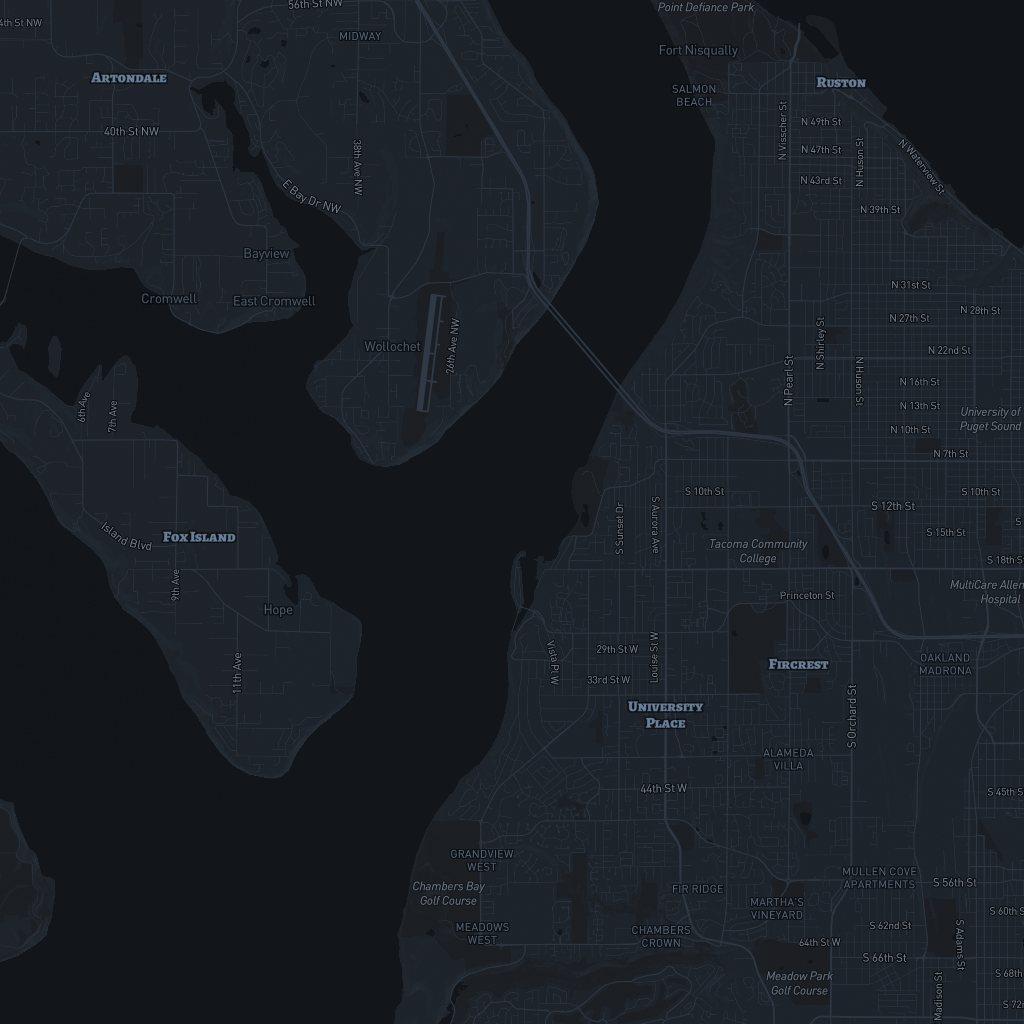 56th St NW
Point Defiance Park
4th St NW
MIDWAY
Fort Nisqually
ARTONDALE
RUSTON
SALMON
BEACH
N 49th St
40th St NW
N Visscher St
N 47th St
N Huson St
N Waterview St
38th Ave NW
N 43rd St
E Bay Dr NW
N 39th St
Bayview
N 31st St
Cromwell
East Cromwell
N 28th St
N 27th St
Wollochet
26th Ave NW
N Shirley St
N 22nd St
N Pearl St
N Huson St
N 16th St
6th Ave
7th Ave
N 13th St
University of
Puget Sound
N 10th St
N 7th St
S 10th St
S 10th St
S 12th St
S Sunset Dr
S Aurora Ave
S 15th St
Island Blvd
FOX ISLAND
Tacoma Community
College
S 18th S
9th Ave
MultiCare Allen
Hospital
Princeton St
Hope
29th St W
Louise St W
Vista Pl W
11th Ave
FIRCREST
OAKLAND
MADRONA
33rd St W
UNIVERSITY
PLACE
S Orchard St
ALAMEDA
VILLA
44th St W
S 45th S
GRANDVIEW
WEST
MULLEN COVE
APARTMENTS
S 56th St
Chambers Bay
Golf Course
FIR RIDGE
MARTHA'S
VINEYARD
S 60th S
S 62nd St
MEADOWS
WEST
CHAMBERS
CROWN
64th St W
S Adams St
S 66th St
Meadow Park
Golf Course
S 68th
Madison St
S 72n